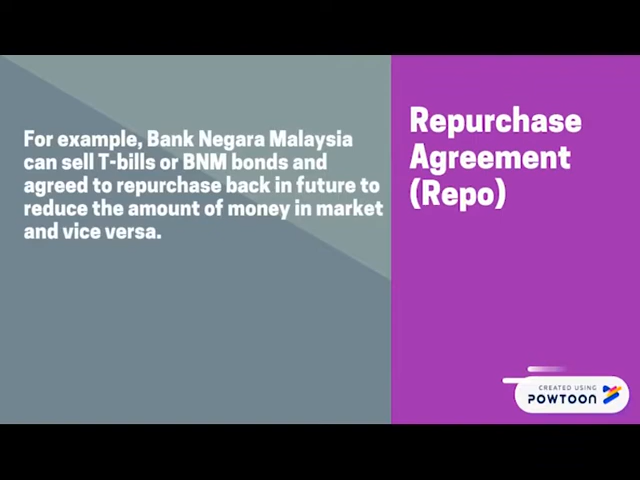 For example, Bank Negara Malaysia
can sell T-bills or BNM bonds and
agreed to repurchase back in future to
reduce the amount of money in market
and vice versa.
Repurchase
Agreement
(Repo)
CREATED USING
POWTOON